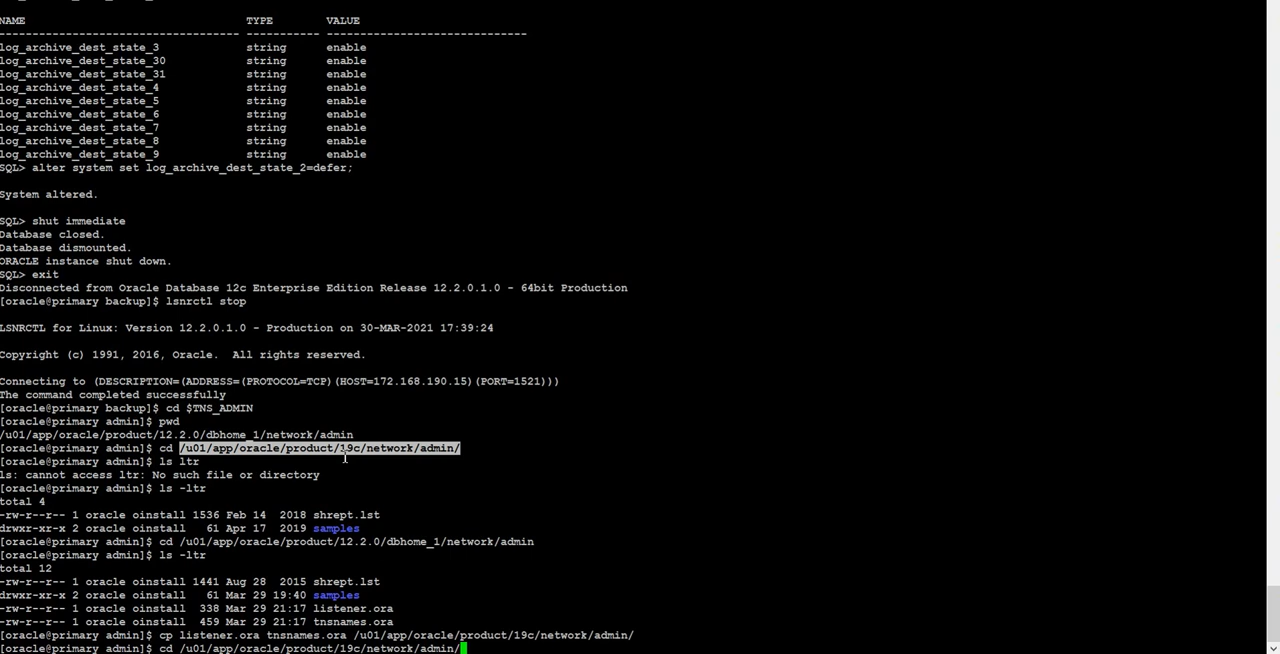 NAME TYPE VALUE
------------------------------------ ----------- ------------------------------
log_archive_dest_state_3 string enable
log_archive_dest_state_30 string enable
log_archive_dest_state_31 string enable
log_archive_dest_state_4 string enable
log_archive_dest_state_5 string enable
log_archive_dest_state_6 string enable
log_archive_dest_state_7 string enable
log_archive_dest_state_8 string enable
log_archive_dest_state_9 string enable
SQL> alter system set log_archive_dest_state_2=defer;
System altered.
SQL> shut immediate
Database closed.
Database dismounted.
ORACLE instance shut down.
SQL> exit
Disconnected from Oracle Database 12c Enterprise Edition Release 12.2.0.1.0 - 64bit Production
[oracle@primary backup]$ lsnrctl stop
LSNRCTL for Linux: Version 12.2.0.1.0 - Production on 30-MAR-2021 17:39:24
Copyright (c) 1991, 2016, Oracle.  All rights reserved.
Connecting to (DESCRIPTION=(ADDRESS=(PROTOCOL=TCP)(HOST=172.168.190.15)(PORT=1521)))
The command completed successfully
[oracle@primary backup]$ cd $TNS_ADMIN
[oracle@primary admin]$ pwd
/u01/app/oracle/product/12.2.0/dbhome_1/network/admin
[oracle@primary admin]$ cd /u01/app/oracle/product/19c/network/admin/
[oracle@primary admin]$ ls ltr
ls: cannot access ltr: No such file or directory
[oracle@primary admin]$ ls -ltr
total 4
-rw-r--r-- 1 oracle oinstall 1536 Feb 14  2018 shrept.lst
drwxr-xr-x 2 oracle oinstall   61 Apr 17  2019 samples
[oracle@primary admin]$ cd /u01/app/oracle/product/12.2.0/dbhome_1/network/admin
[oracle@primary admin]$ ls -ltr
total 12
-rw-r--r-- 1 oracle oinstall 1441 Aug 28  2015 shrept.lst
drwxr-xr-x 2 oracle oinstall   61 Mar 29 19:40 samples
-rw-r--r-- 1 oracle oinstall  338 Mar 29 21:17 listener.ora
-rw-r--r-- 1 oracle oinstall  459 Mar 29 21:17 tnsnames.ora
[oracle@primary admin]$ cp listener.ora tnsnames.ora /u01/app/oracle/product/19c/network/admin/
[oracle@primary admin]$ cd /u01/app/oracle/product/19c/network/admin/